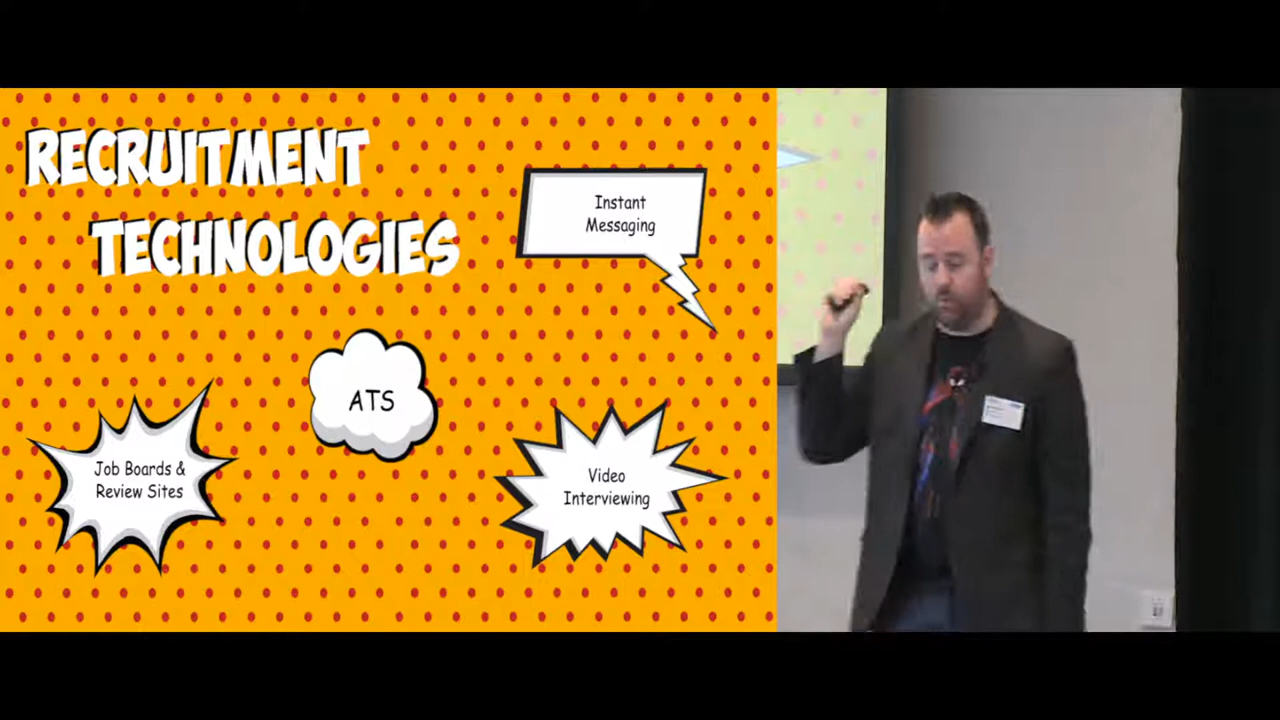 RECRUITMENT
TECHNOLOGIES
Instant
Messaging
ATS
Job Boards &
Review Sites
Video
Interviewing